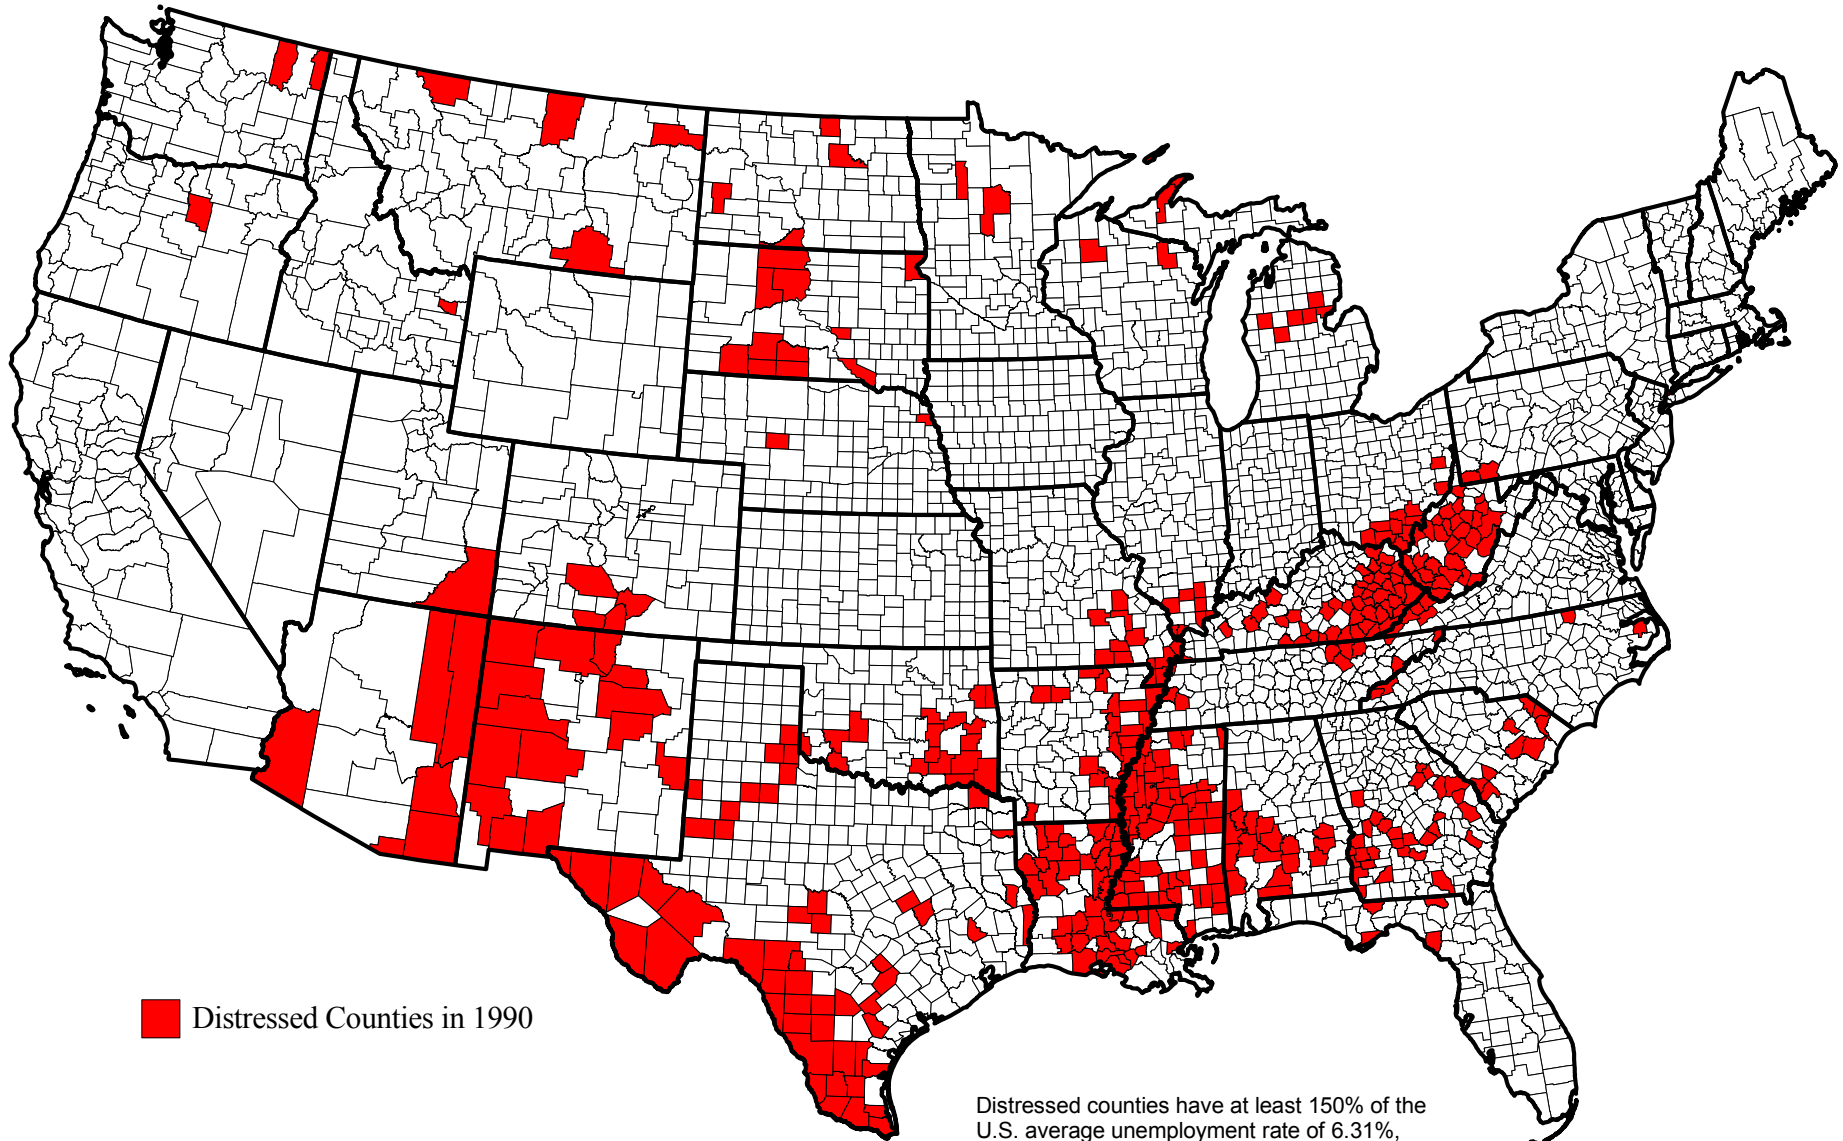 Distressed Counties in 1990
Distressed counties have at least 150% of the
U.S. average unemployment rate of 6.31%,